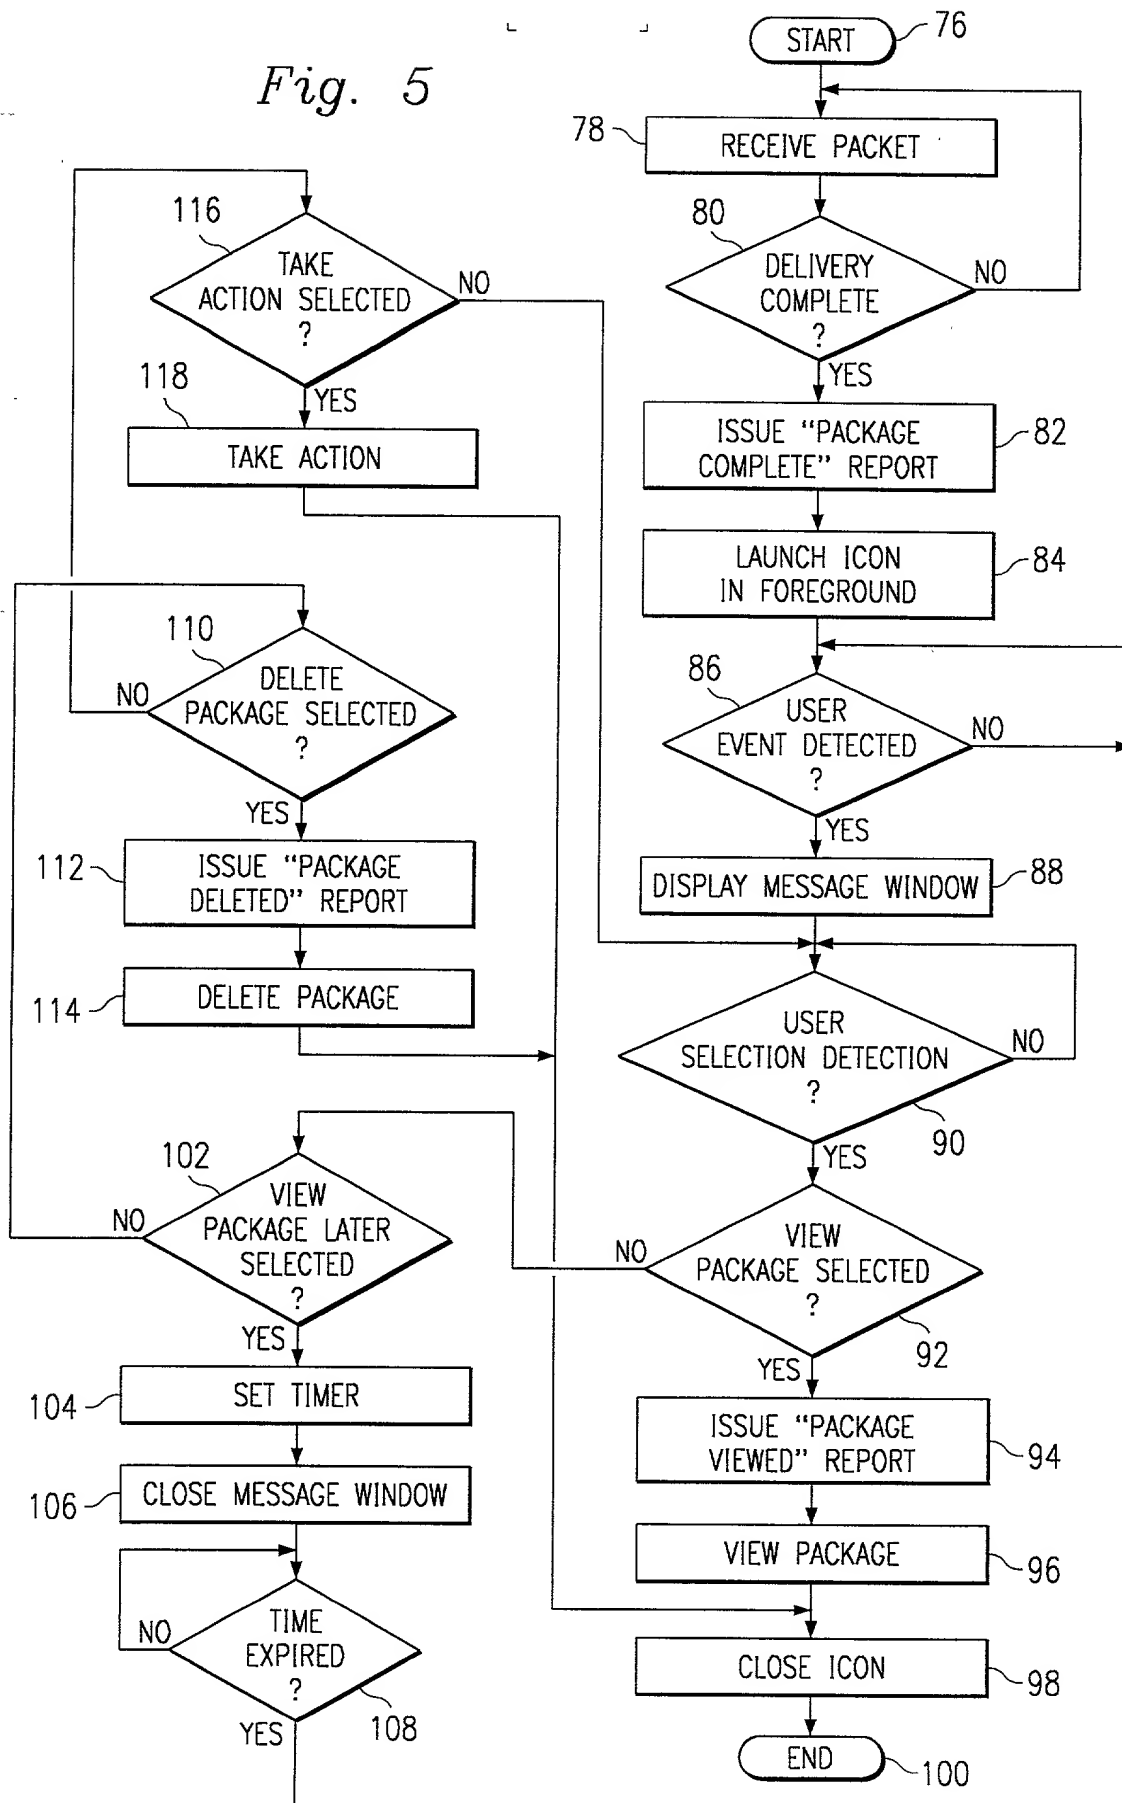 Fig. 5
START
76
78
RECEIVE PACKET
80
DELIVERY
COMPLETE
?
NO
YES
ISSUE “PACKAGE
COMPLETE” REPORT
82
LAUNCH ICON
IN FOREGROUND
84
86
USER
EVENT DETECTED
?
NO
YES
DISPLAY MESSAGE WINDOW
88
USER
SELECTION DETECTION
?
NO
90
YES
VIEW
PACKAGE SELECTED
?
NO
92
YES
ISSUE “PACKAGE
VIEWED” REPORT
94
VIEW PACKAGE
96
CLOSE ICON
98
END
100
102
VIEW
PACKAGE LATER
SELECTED
?
NO
YES
104
SET TIMER
106
CLOSE MESSAGE WINDOW
TIME
EXPIRED
?
NO
108
YES
110
DELETE
PACKAGE SELECTED
?
NO
YES
112
ISSUE “PACKAGE
DELETED” REPORT
114
DELETE PACKAGE
116
TAKE
ACTION SELECTED
?
NO
YES
118
TAKE ACTION